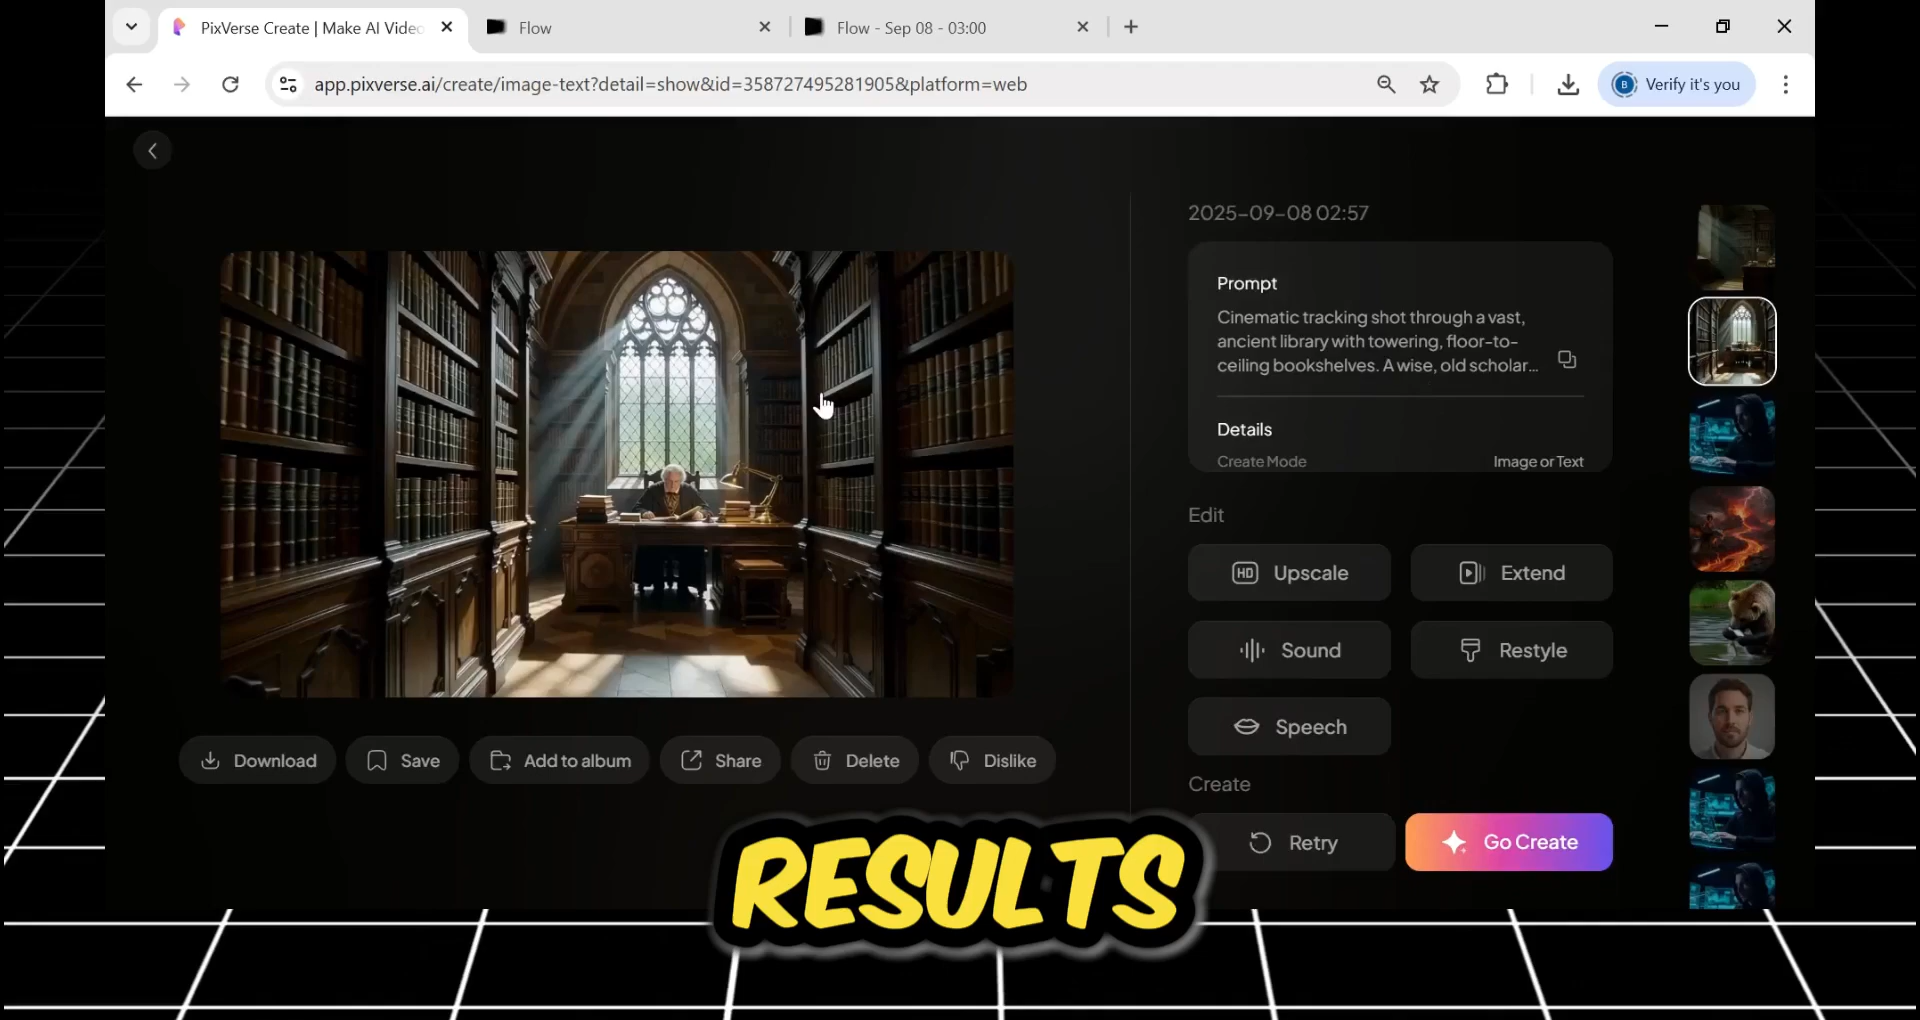 PixVerse Create | Make AI Video
Flow
Flow - Sep 08 - 03:00
app.pixverse.ai/create/image-text?detail=show&id=358727495281905&platform=web
B
Verify it's you
2025-09-08 02:57
Prompt
Cinematic tracking shot through a vast,
ancient library with towering, floor-to-
ceiling bookshelves. A wise, old scholar...
Details
Create Mode
Image or Text
Edit
HD
Upscale
Extend
Sound
Restyle
Speech
Download
Save
Add to album
Share
Delete
Dislike
Create
Retry
Go Create
RESULTS